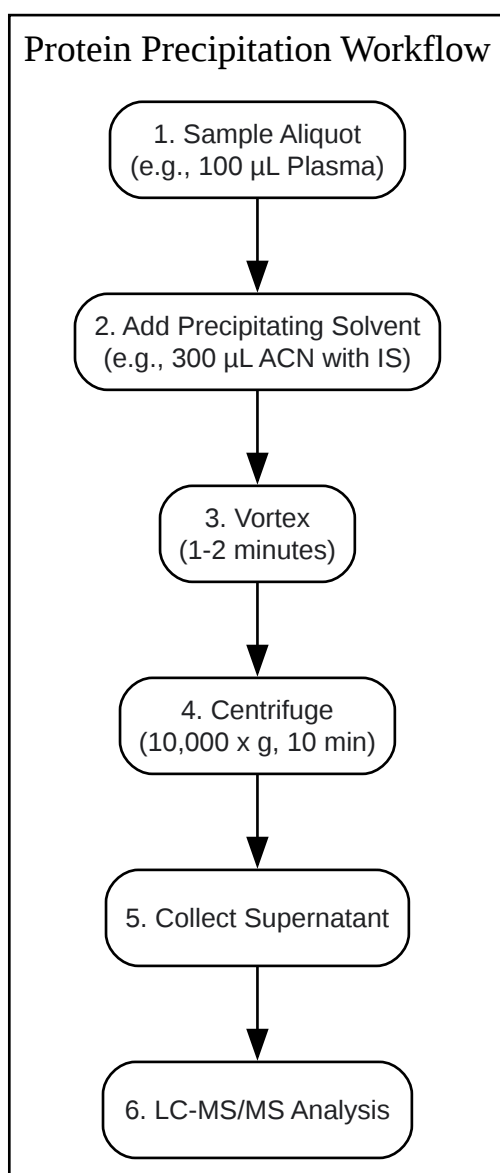 Protein Precipitation Workflow
1. Sample Aliquot
(e.g., 100 µL Plasma)
2. Add Precipitating Solvent
(e.g., 300 µL ACN with IS)
3. Vortex
(1-2 minutes)
4. Centrifuge
(10,000 x g, 10 min)
5. Collect Supernatant
6. LC-MS/MS Analysis